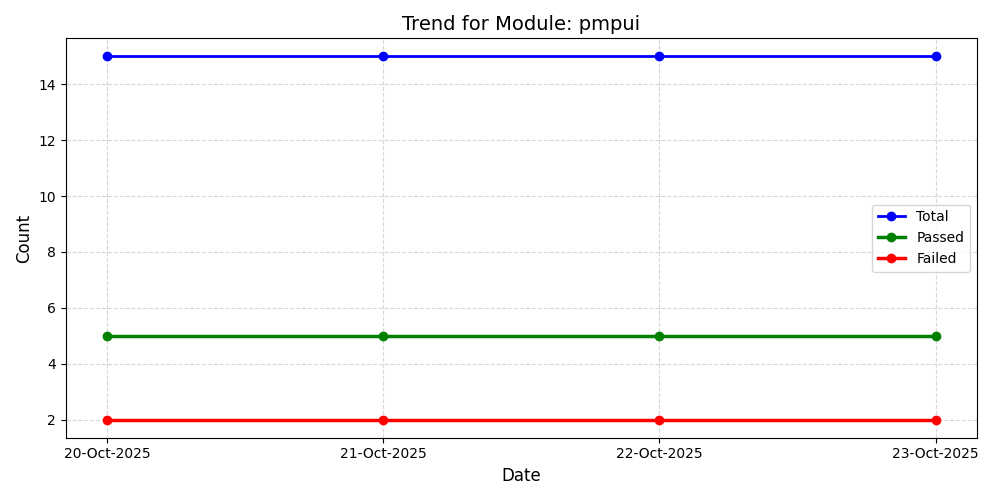 Trend for Module: pmpui
Count
14
12
10
8
6
4
2
Total
Passed
Failed
20-Oct-2025
21-Oct-2025
22-Oct-2025
23-Oct-2025
Date